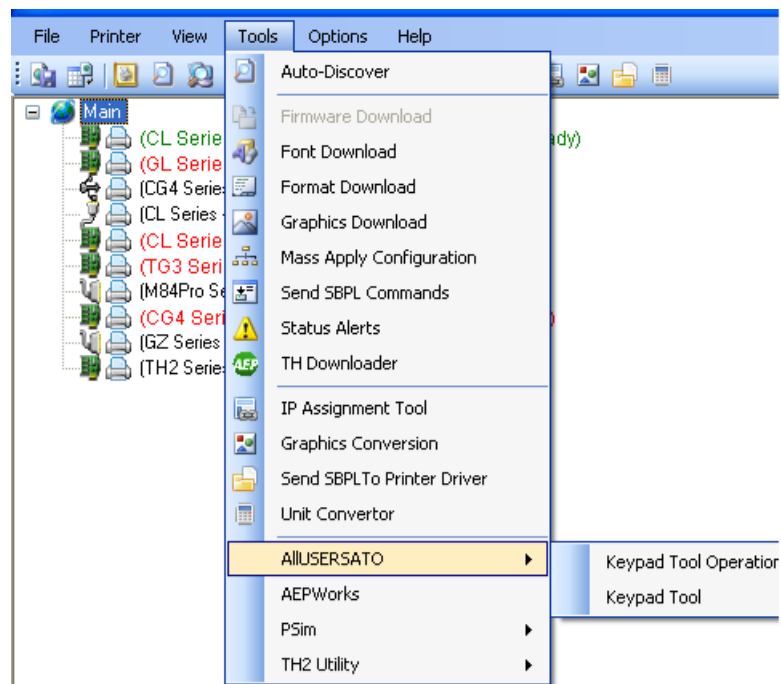 File Printer View Tools Options Help
Auto-Discover
Main
Firmware Download
(CL Serie
ady)
Font Download
(GL Serie
Format Download
(CG4 Serie
Graphics Download
(CL Series
(CL Serie
Mass Apply Configuration
(TG3 Seri
Send SBPL Commands
(M84Pro Se
(CG4 Seri
)
Status Alerts
(GZ Series
AEP
TH Downloader
(TH2 Serie
IP Assignment Tool
Graphics Conversion
Send SBPLTo Printer Driver
Unit Convertor
AllUSERSATO
Keypad Tool Operation
AEPWorks
Keypad Tool
PSim
TH2 Utility